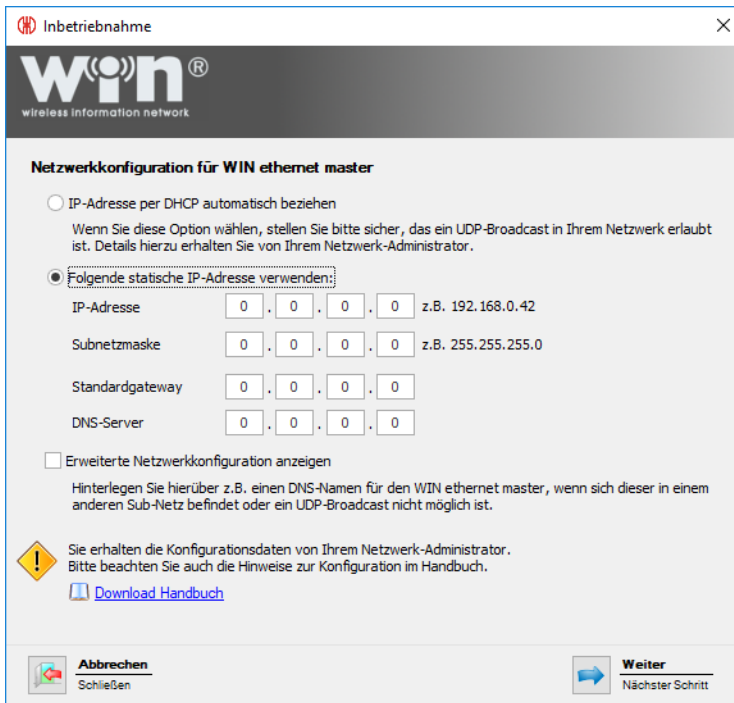 Inbetriebnahme
WIN®
wireless information network
Netzwerkkonfiguration für WIN ethernet master
IP-Adresse per DHCP automatisch beziehen
Wenn Sie diese Option wählen, stellen Sie bitte sicher, das ein UDP-Broadcast in Ihrem Netzwerk erlaubt
ist. Details hierzu erhalten Sie von Ihrem Netzwerk-Administrator.
Folgende statische IP-Adresse verwenden:
IP-Adresse 0 . 0 . 0 . 0 z.B. 192.168.0.42
Subnetzmaske 0 . 0 . 0 . 0 z.B. 255.255.255.0
Standardgateway 0 . 0 . 0 . 0
DNS-Server 0 . 0 . 0 . 0
Erweiterte Netzwerkkonfiguration anzeigen
Hinterlegen Sie hierüber z.B. einen DNS-Namen für den WIN ethernet master, wenn sich dieser in einem
anderen Sub-Netz befindet oder ein UDP-Broadcast nicht möglich ist.
Sie erhalten die Konfigurationsdaten von Ihrem Netzwerk-Administrator.
Bitte beachten Sie auch die Hinweise zur Konfiguration im Handbuch.
Download Handbuch
Abbrechen
Schließen
Weiter
Nächster Schritt